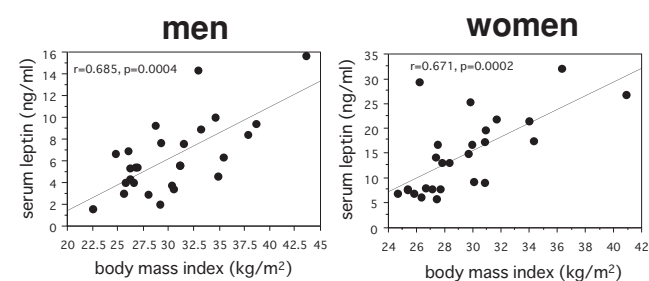 men
women
r=0.685, p=0.0004
r=0.671, p=0.0002
serum leptin (ng/ml)
16
14
12
10
8
6
4
2
0
20 22.5 25 27.5 30 32.5 35 37.5 40 42.5 45
body mass index (kg/m²)
serum leptin (ng/ml)
35
30
25
20
15
10
5
0
24 26 28 30 32 34 36 38 40 42
body mass index (kg/m²)